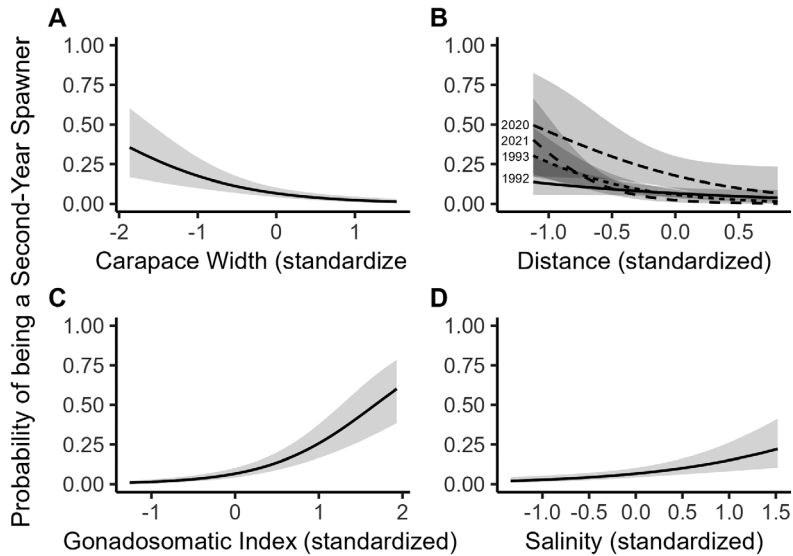 Probability of being a Second-Year Spawner
A
1.00
0.75
0.50
0.25
0.00
-2 -1 0 1
Carapace Width (standardize
B
1.00
0.75
0.50
0.25
0.00
2020
2021
1993
1992
-1.0 -0.5 0.0 0.5
Distance (standardized)
C
1.00
0.75
0.50
0.25
0.00
-1 0 1 2
Gonadosomatic Index (standardized)
D
1.00
0.75
0.50
0.25
0.00
-1.0 -0.5 0.0 0.5 1.0 1.5
Salinity (standardized)